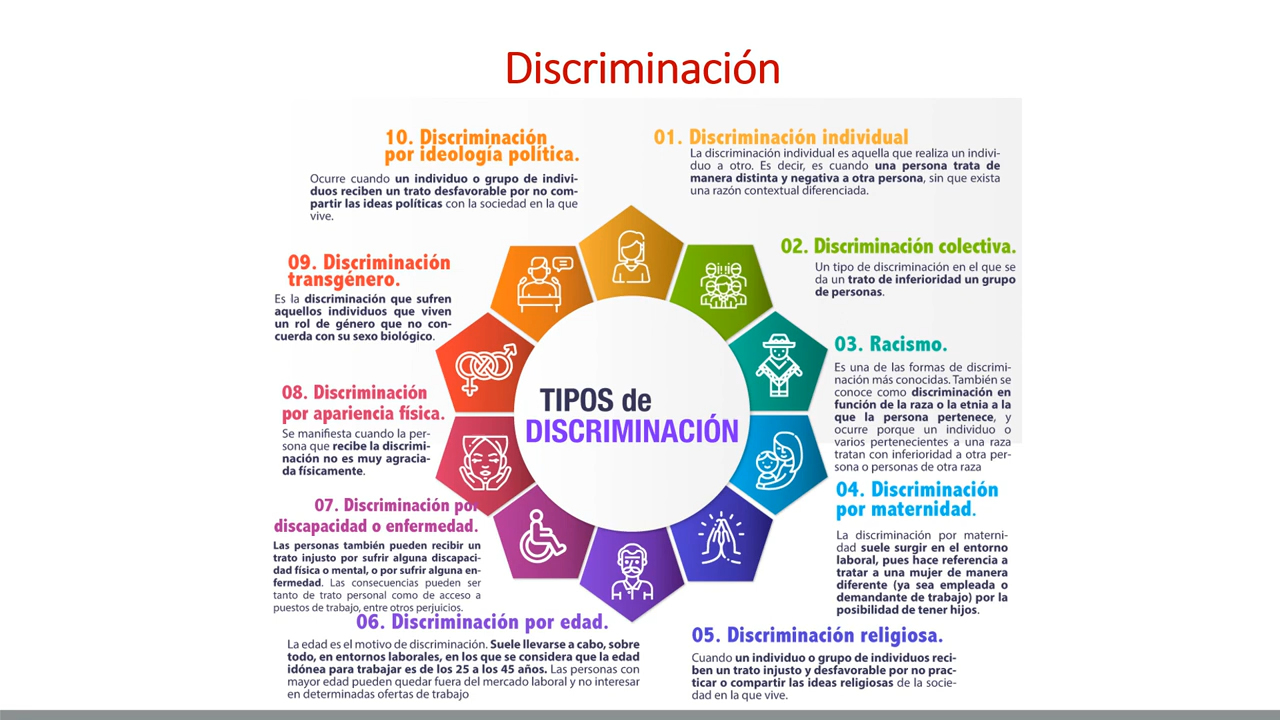 Discriminación
01. Discriminación individual
La discriminación individual es aquella que realiza un indivi-
duo a otro. Es decir, es cuando una persona trata de
manera distinta y negativa a otra persona, sin que exista
una razón contextual diferenciada.
02. Discriminación colectiva.
Un tipo de discriminación en el que se
da un trato de inferioridad un grupo
de personas.
03. Racismo.
Es una de las formas de discrimi-
nación más conocidas. También se
conoce como discriminación en
función de la raza o la etnia a la
que la persona pertenece, y
ocurre porque un individuo o
varios pertenecientes a una raza
tratan con inferioridad a otra per-
sona o personas de otra raza
04. Discriminación
por maternidad.
La discriminación por materni-
dad suele surgir en el entorno
laboral, pues hace referencia a
tratar a una mujer de manera
diferente (ya sea empleada o
demandante de trabajo) por la
posibilidad de tener hijos.
05. Discriminación religiosa.
Cuando un individuo o grupo de individuos reci-
ben un trato injusto y desfavorable por no prac-
ticar o compartir las ideas religiosas de la socie-
dad en la que vive.
06. Discriminación por edad.
La edad es el motivo de discriminación. Suele llevarse a cabo, sobre
todo, en entornos laborales, en los que se considera que la edad
idónea para trabajar es de los 25 a los 45 años. Las personas con
mayor edad pueden quedar fuera del mercado laboral y no interesar
en determinadas ofertas de trabajo
07. Discriminación por
discapacidad o enfermedad.
Las personas también pueden recibir un
trato injusto por sufrir alguna discapaci-
dad física o mental, o por sufrir alguna en-
fermedad. Las consecuencias pueden ser
tanto de trato personal como de acceso a
puestos de trabajo, entre otros perjuicios.
08. Discriminación
por apariencia física.
Se manifiesta cuando la per-
sona que recibe la discrimi-
nación no es muy agracia-
da físicamente.
09. Discriminación
transgénero.
Es la discriminación que sufren
aquellos individuos que viven
un rol de género que no con-
cuerda con su sexo biológico.
10. Discriminación
por ideología política.
Ocurre cuando un individuo o grupo de indivi-
duos reciben un trato desfavorable por no com-
partir las ideas políticas con la sociedad en la que
vive.
TIPOS de
DISCRIMINACIÓN